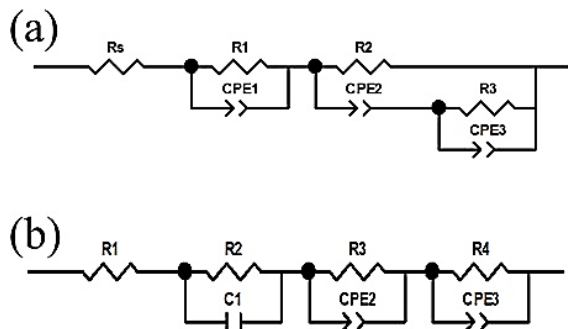 (a)
Rs R1 R2
CPE1 CPE2 R3
CPE3
(b)
R1 R2 R3 R4
C1 CPE2 CPE3